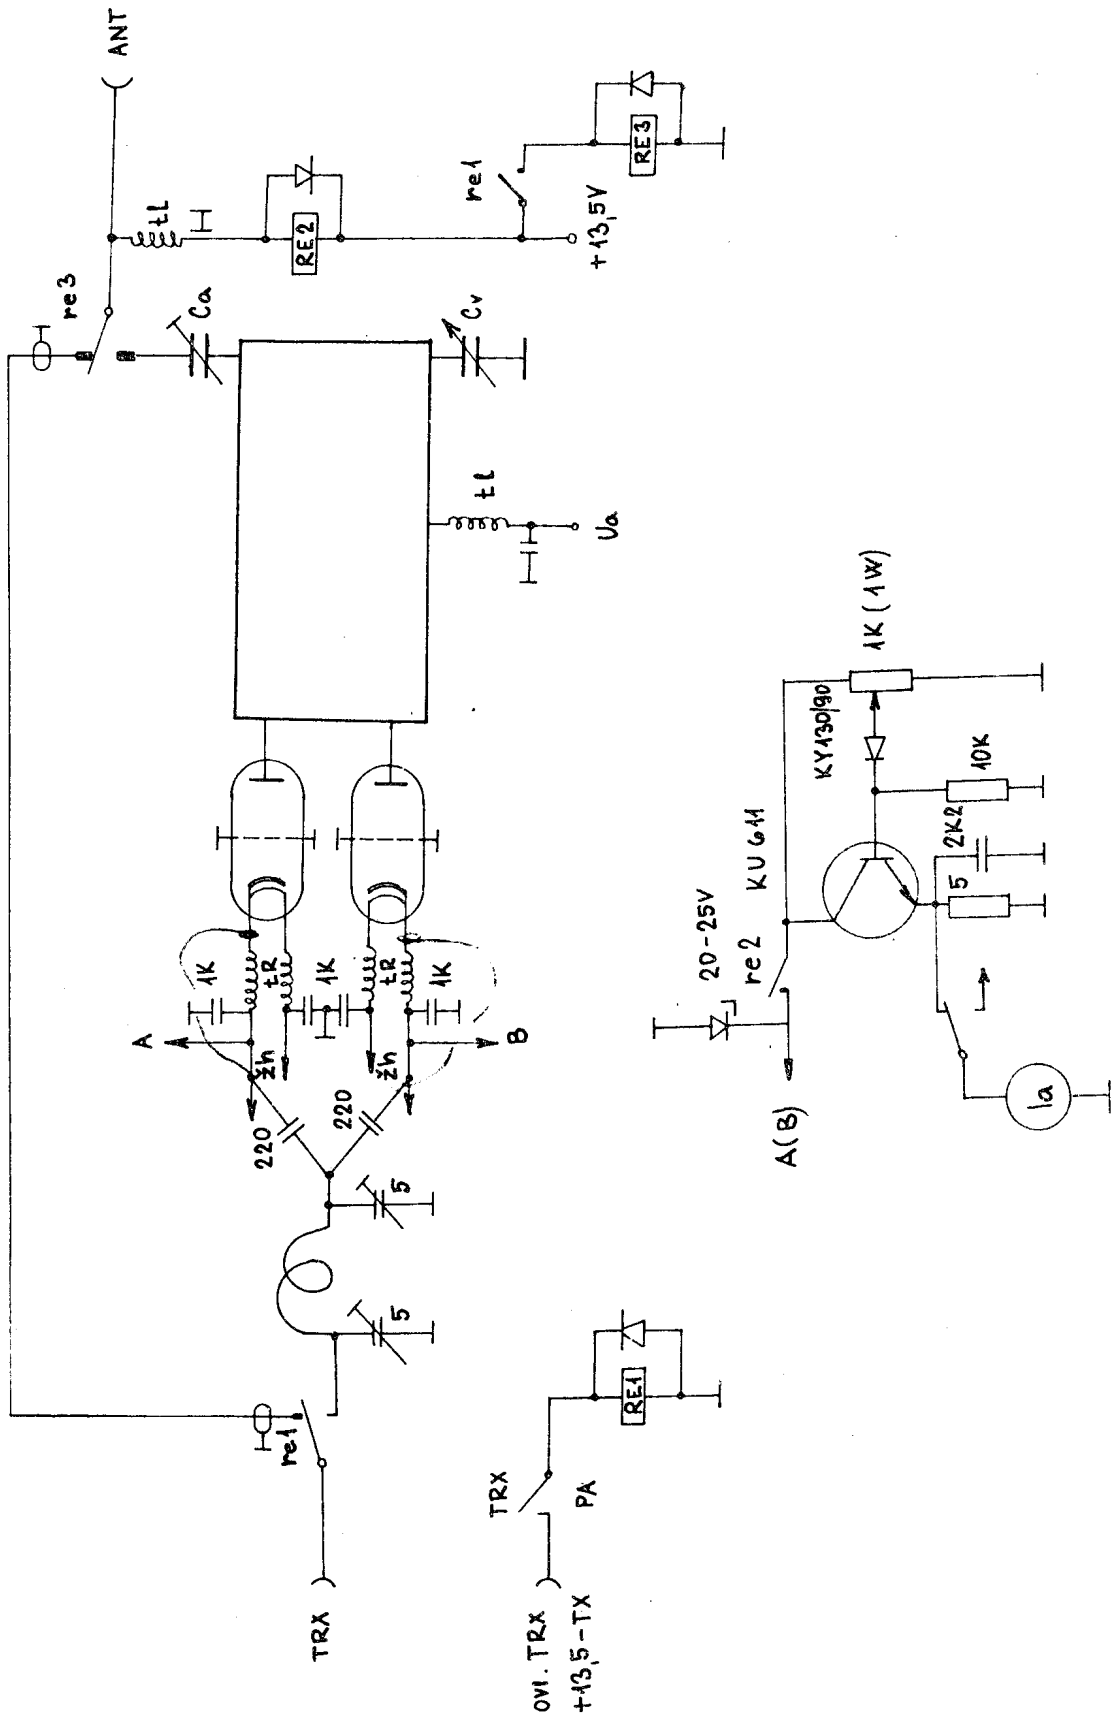 TRX
OVl. TRX
+13,5-TX
TRX
PA
RE1
re1
5
5
220
220
A
B
žh
žh
1K
tR
1K
tR
1K
Ua
tl
Ca
Cv
re3
tl
RE2
ANT
re1
+13,5V
RE3
A(B)
20-25V
re2
KU611
KY130/90
1K (1W)
10K
2K2
5
Ia